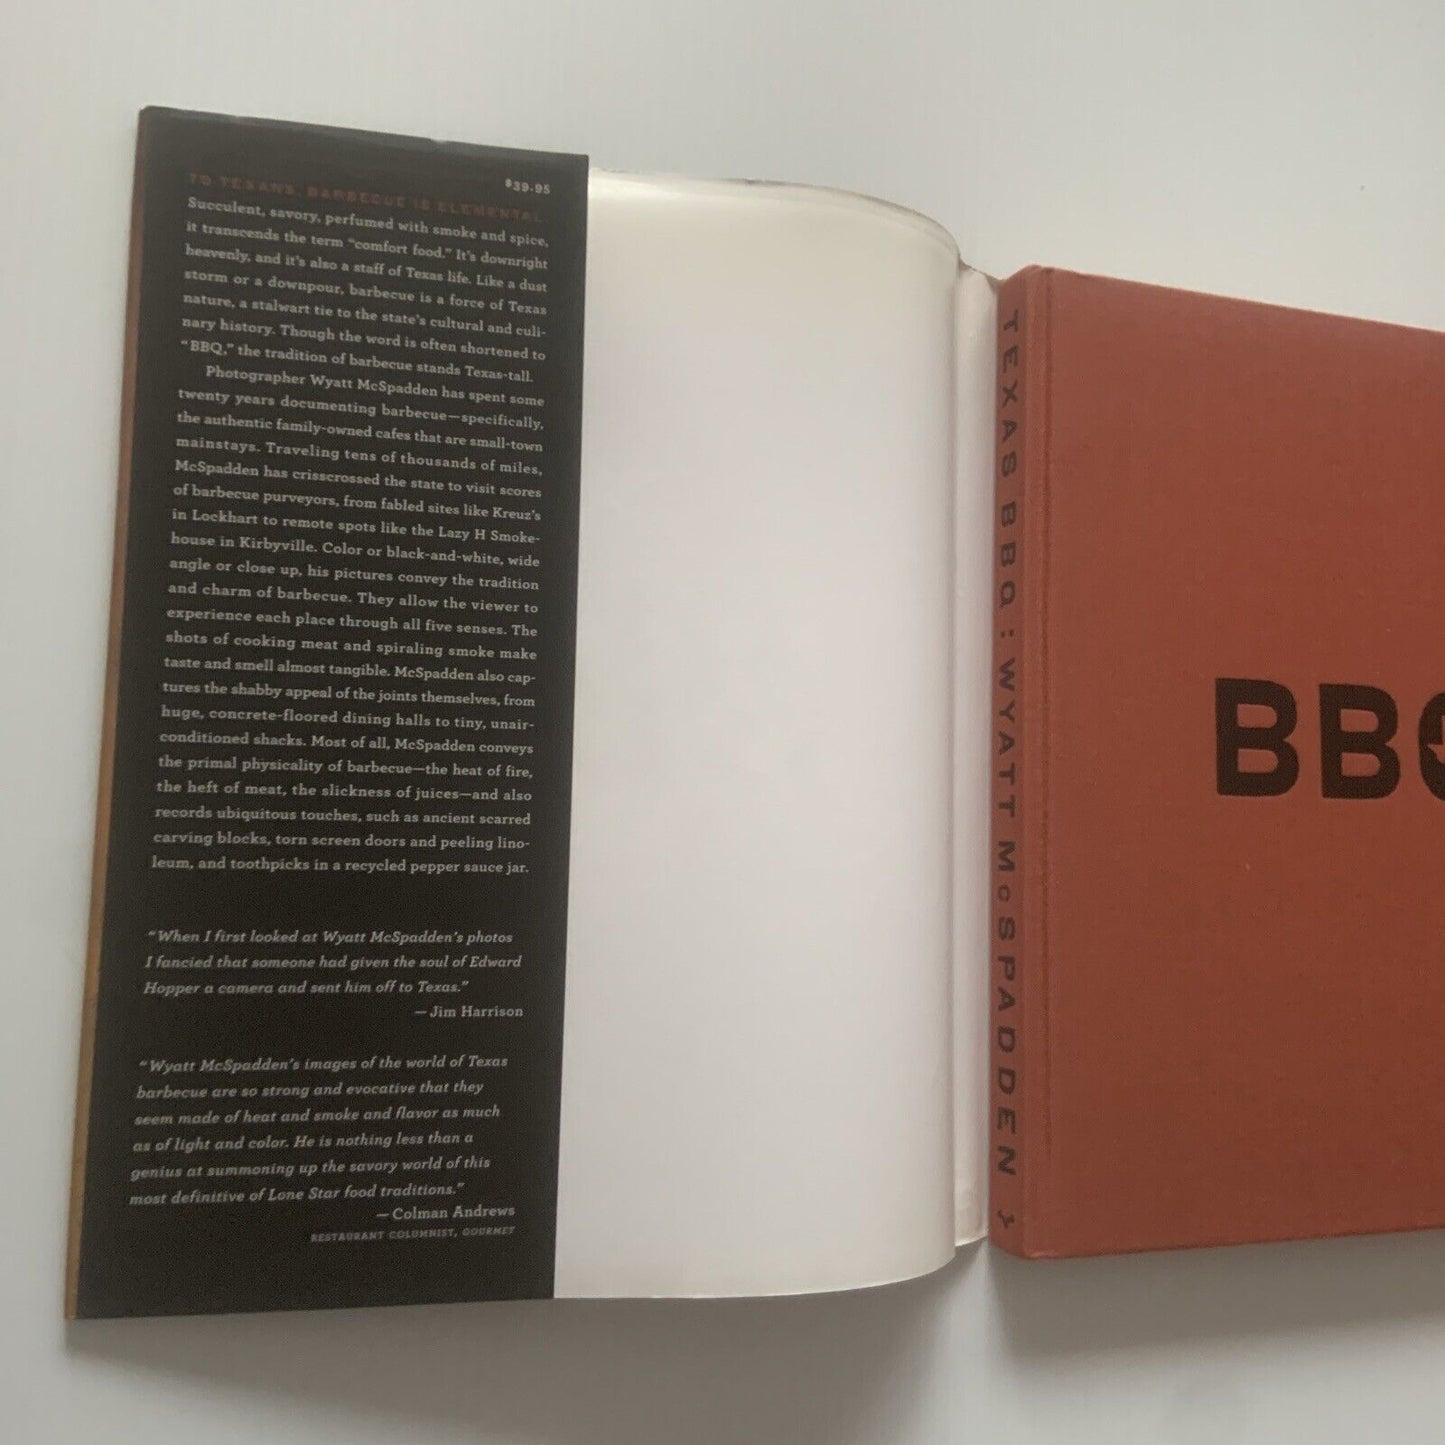 $39.95
TO TEXANS, BARBECUE IS ELEMENTAL.
Succulent, savory, perfumed with smoke and spice,
it transcends the term “comfort food.” It’s downright
heavenly, and it’s also a staff of Texas life. Like a dust
storm or a downpour, barbecue is a force of Texas
nature, a stalwart tie to the state’s cultural and culi-
nary history. Though the word is often shortened to
“BBQ,” the tradition of barbecue stands Texas-tall.
Photographer Wyatt McSpadden has spent some
twenty years documenting barbecue—specifically,
the authentic family-owned cafes that are small-town
mainstays. Traveling tens of thousands of miles,
McSpadden has crisscrossed the state to visit scores
of barbecue purveyors, from fabled sites like Kreuz’s
in Lockhart to remote spots like the Lazy H Smoke-
house in Kirbyville. Color or black-and-white, wide
angle or close up, his pictures convey the tradition
and charm of barbecue. They allow the viewer to
experience each place through all five senses. The
shots of cooking meat and spiraling smoke make
taste and smell almost tangible. McSpadden also cap-
tures the shabby appeal of the joints themselves, from
huge, concrete-floored dining halls to tiny, unair-
conditioned shacks. Most of all, McSpadden conveys
the primal physicality of barbecue—the heat of fire,
the heft of meat, the slickness of juices—and also
records ubiquitous touches, such as ancient scarred
carving blocks, torn screen doors and peeling lino-
leum, and toothpicks in a recycled pepper sauce jar.
“When I first looked at Wyatt McSpadden’s photos
I fancied that someone had given the soul of Edward
Hopper a camera and sent him off to Texas.”
—Jim Harrison
“Wyatt McSpadden’s images of the world of Texas
barbecue are so strong and evocative that they
seem made of heat and smoke and flavor as much
as of light and color. He is nothing less than a
genius at summoning up the savory world of this
most definitive of Lone Star food traditions.”
—Colman Andrews
RESTAURANT COLUMNIST, GOURMET
TEXAS BBQ : WYATT McSPADDEN
BBQ